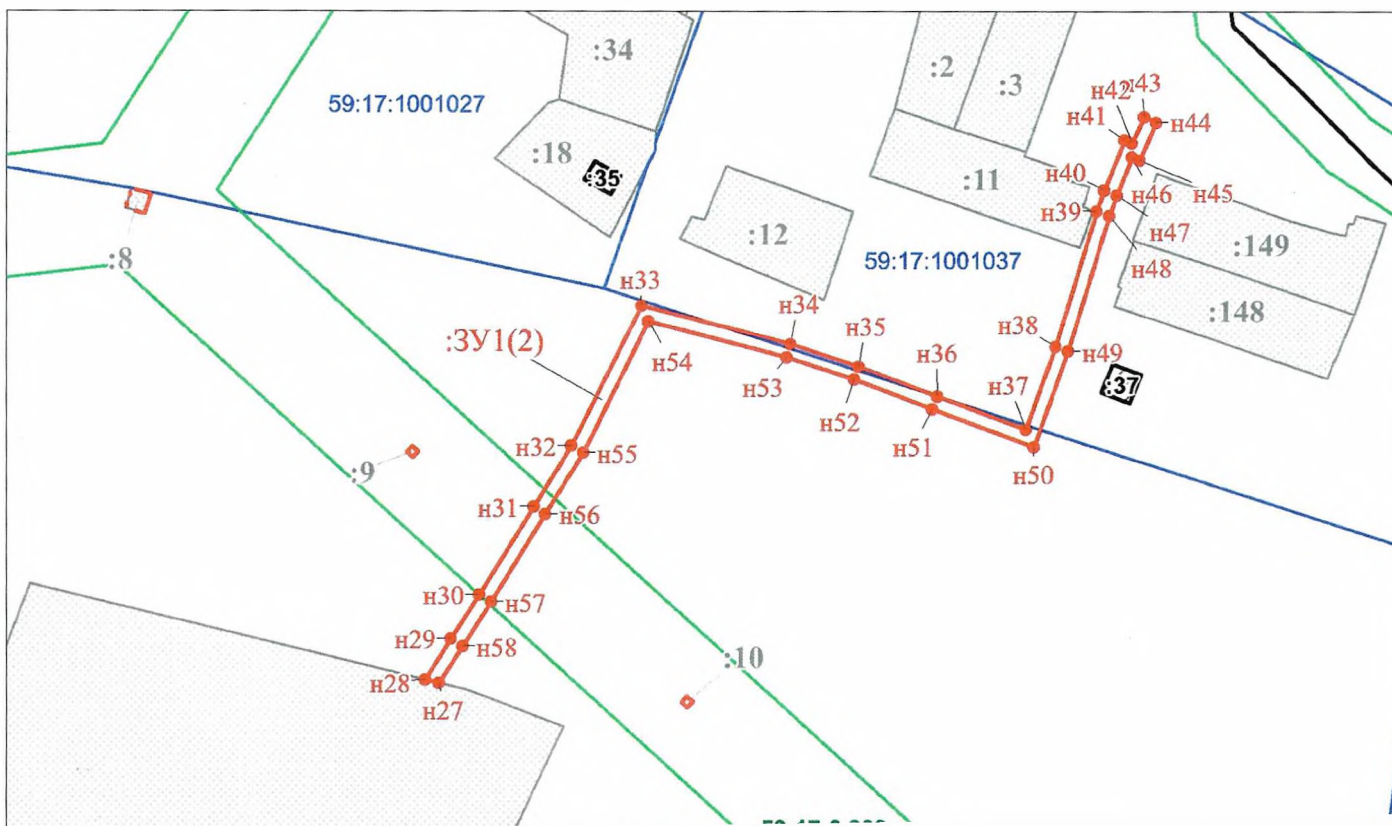 :34
59:17:1001027
:2
:3
н42
н43
н44
н41
:18
:35
:11
н40
н46
н45
н39
н47
:8
:12
59:17:1001037
:149
н48
н33
н34
:148
:ЗУ1(2)
н54
н35
н38
н49
н53
н36
н37
:37
н52
н51
н32
н55
н50
:9
н31
н56
н30
н57
н29
н58
:10
н28
н27